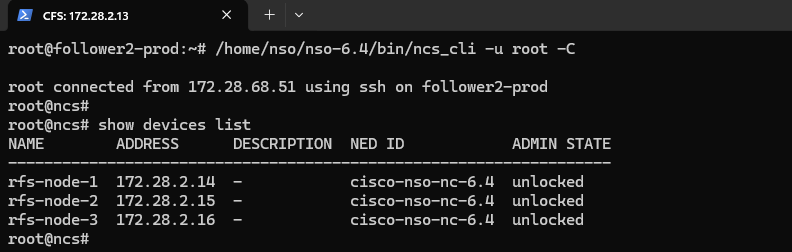 CFS: 172.28.2.13
root@follower2-prod:~# /home/nso/nso-6.4/bin/ncs_cli -u root -C
root connected from 172.28.68.51 using ssh on follower2-prod
root@ncs#
root@ncs# show devices list
NAME        ADDRESS      DESCRIPTION  NED ID            ADMIN STATE
-------------------------------------------------------------------
rfs-node-1  172.28.2.14  -            cisco-nso-nc-6.4  unlocked
rfs-node-2  172.28.2.15  -            cisco-nso-nc-6.4  unlocked
rfs-node-3  172.28.2.16  -            cisco-nso-nc-6.4  unlocked
root@ncs#